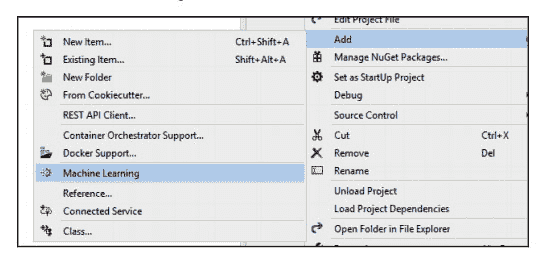 New Item... Ctrl+Shift+A
Existing Item... Shift+Alt+A
New Folder
From Cookiecutter...
REST API Client...
Container Orchestrator Support...
Docker Support...
Machine Learning
Reference...
Connected Service
Class...
Edit Project File
Add
Manage NuGet Packages...
Set as StartUp Project
Debug
Source Control
Cut Ctrl+X
Remove Del
Rename
Unload Project
Load Project Dependencies
Open Folder in File Explorer